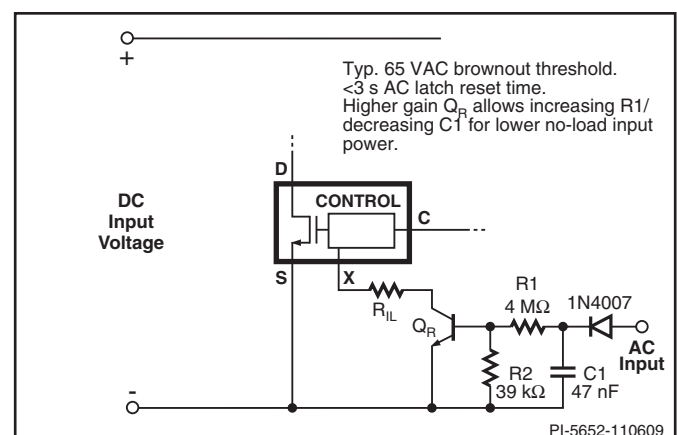 +
Typ. 65 VAC brownout threshold.
<3 s AC latch reset time.
Higher gain QR allows increasing R1/
decreasing C1 for lower no-load input
power.
D
DC
Input
Voltage
CONTROL
C
S
X
RIL
QR
R1
4 MΩ
1N4007
AC
Input
R2
39 kΩ
C1
47 nF
-
PI-5652-110609